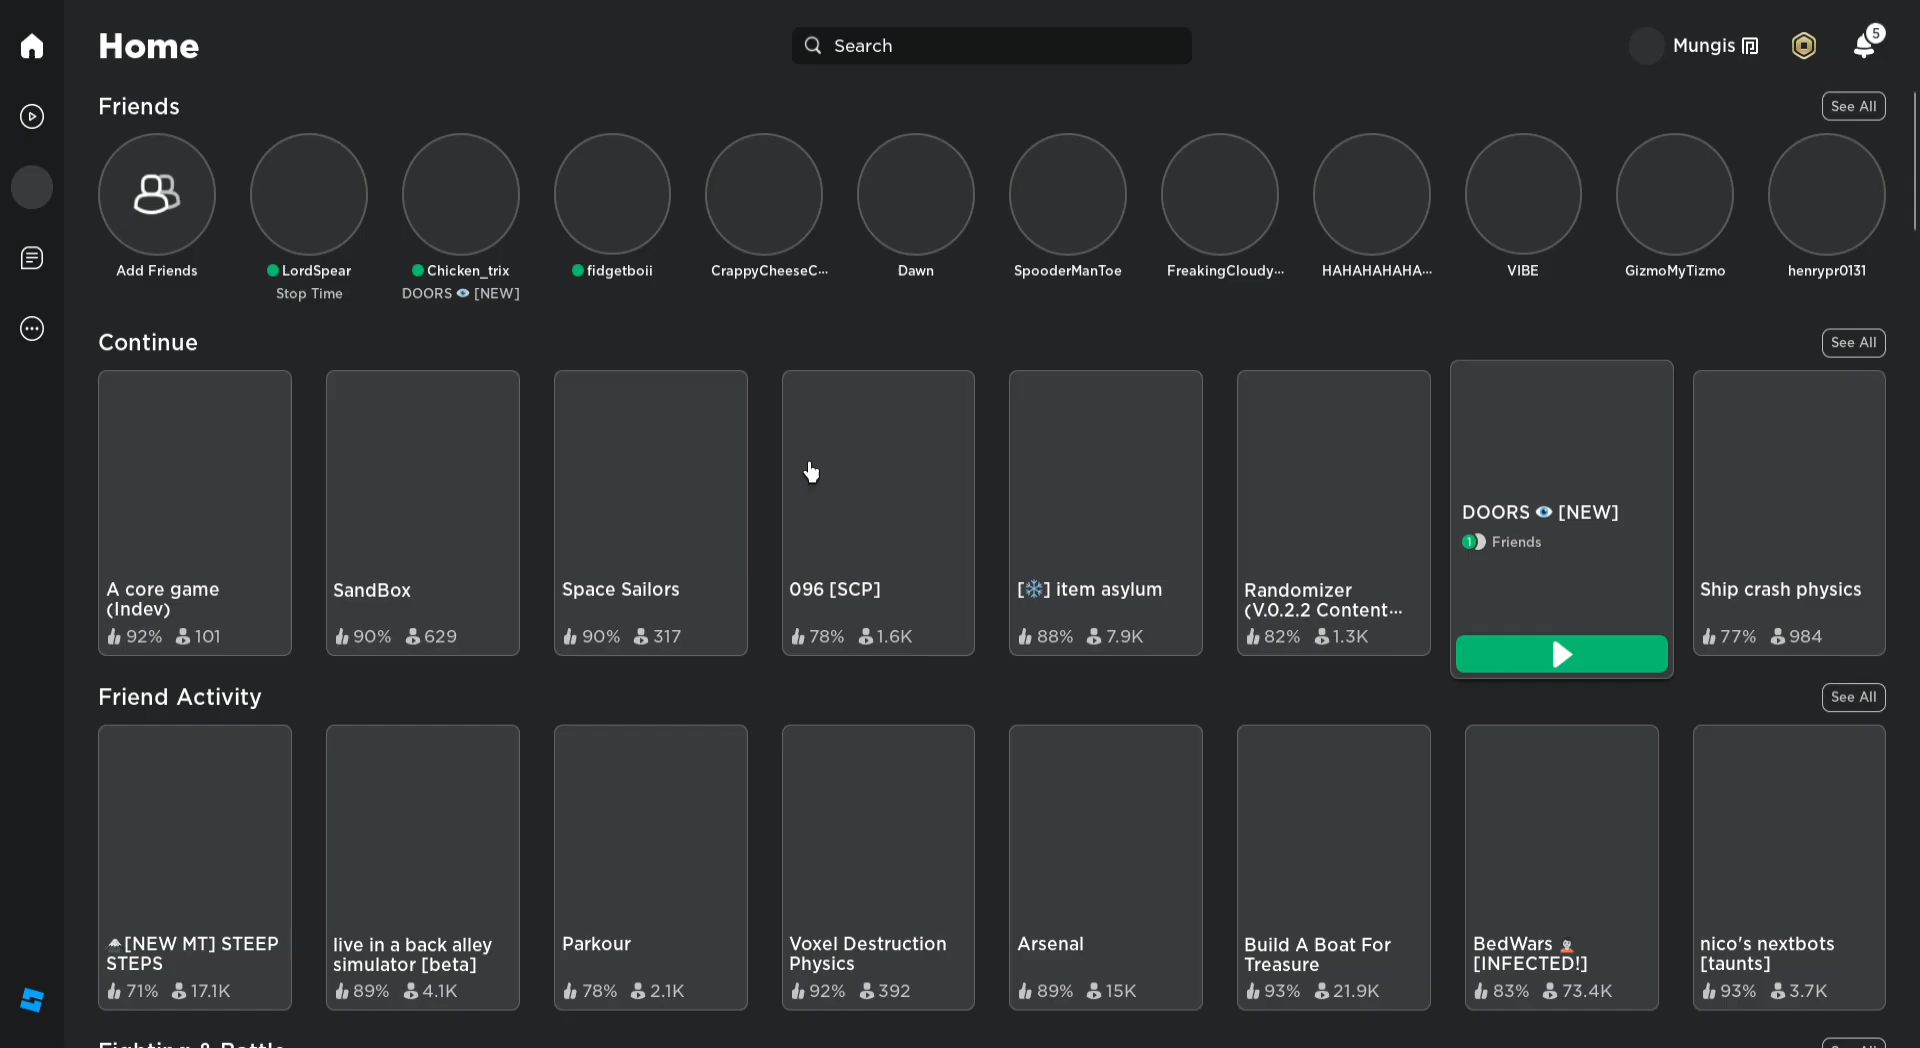 Home
Search
Mungis
5
Friends
See All
Add Friends
LordSpear
Chicken_trix
fidgetboii
CrappyCheeseC...
Dawn
SpooderManToe
FreakingCloudy...
HAHAHAHAHA...
VIBE
GizmoMyTizmo
henrypr0131
Stop Time
DOORS 👁️ [NEW]
Continue
See All
A core game
(Indev)
92% 101
SandBox
90% 629
Space Sailors
90% 317
096 [SCP]
78% 1.6K
[❄️] item asylum
88% 7.9K
Randomizer
(V.0.2.2 Content...
82% 1.3K
DOORS 👁️ [NEW]
1 Friends
Ship crash physics
77% 984
Friend Activity
See All
[NEW MT] STEEP
STEPS
71% 17.1K
live in a back alley
simulator [beta]
89% 4.1K
Parkour
78% 2.1K
Voxel Destruction
Physics
92% 392
Arsenal
89% 15K
Build A Boat For
Treasure
93% 21.9K
BedWars
[INFECTED!]
83% 73.4K
nico's nextbots
[taunts]
93% 3.7K
Fighting & Battle
See All